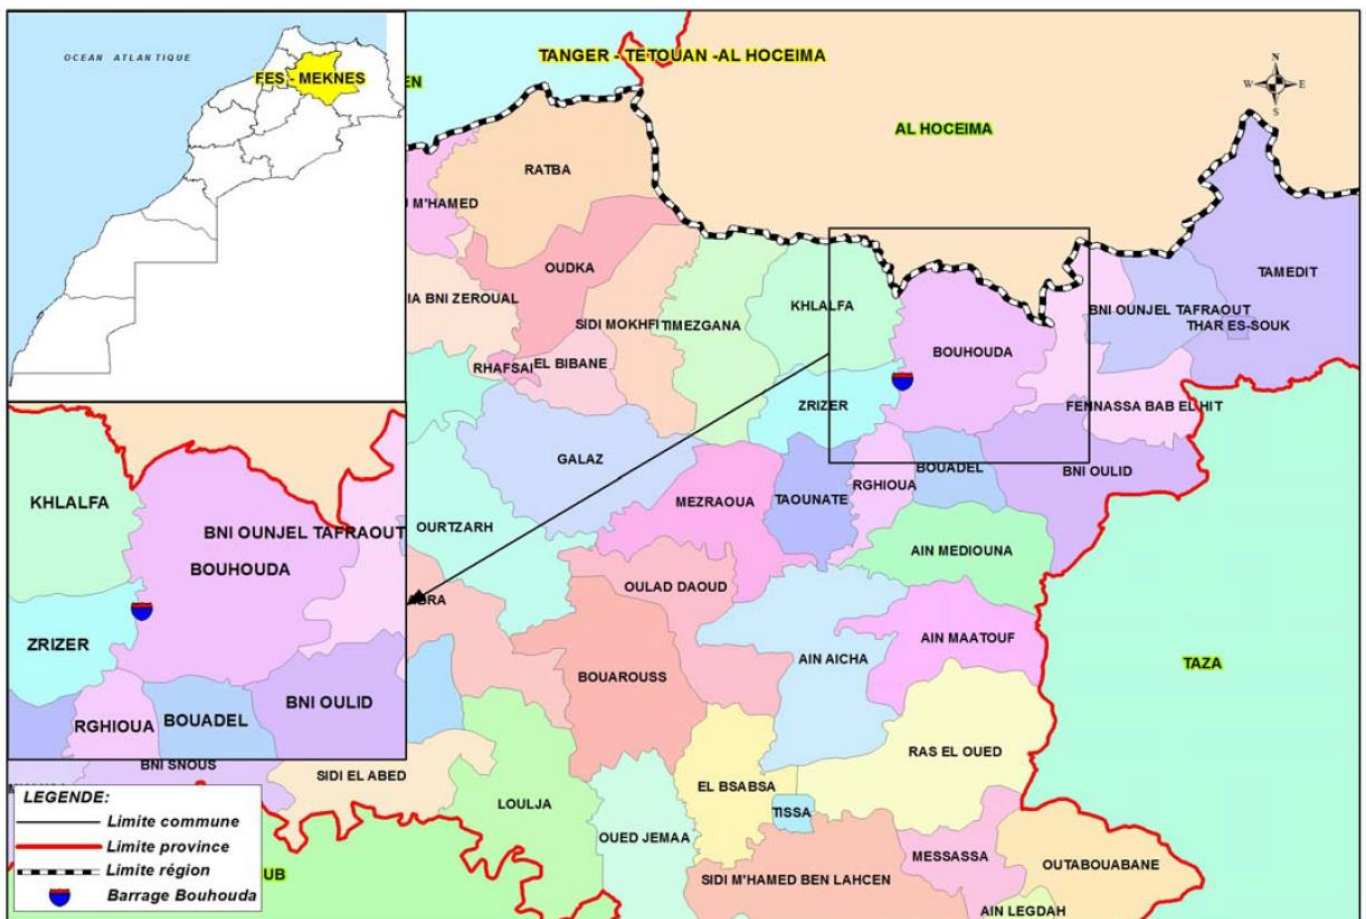 OCEAN ATLANTIQUE
FES - MEKNES
TANGER - TETOUAN -AL HOCEIMA
EN
N
W E
S
AL HOCEIMA
RATBA
M'HAMED
OUDKA
TAMEDIT
IA BNI ZEROUAL
KHLALFA
BNI OUNJEL TAFRAOUT
SIDI MOKHFI
TIMEZGANA
THAR ES-SOUK
BOUHOUDA
RHAFSAI
EL BIBANE
ZRIZER
FENNASSA BAB EL HIT
GALAZ
BOUADEL
BNI OULID
RGHIOUA
MEZRAOUA
TAOUNATE
OURTZARH
AIN MEDIOUNA
OULAD DAOUD
BRA
AIN MAATOUF
AIN AICHA
TAZA
BOUAROUSS
RAS EL OUED
EL BSABSA
LOULJA
TISSA
OUED JEMAA
MESSASSA
OUTABOUABANE
SIDI M'HAMED BEN LAHCEN
AIN LEGDAH
KHLALFA
BNI OUNJEL TAFRAOUT
BOUHOUDA
ZRIZER
BNI OULID
RGHIOUA
BOUADEL
BNI SNOUS
SIDI EL ABED
UB
LEGENDE:
Limite commune
Limite province
Limite région
Barrage Bouhouda